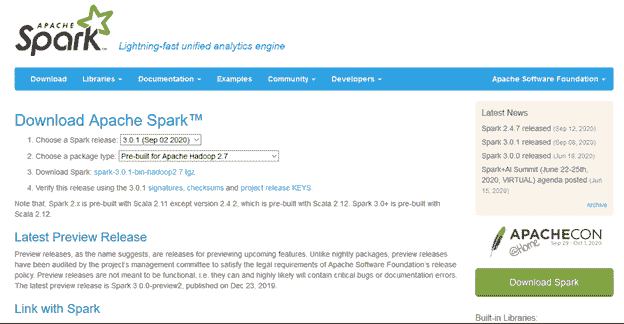 APACHE
Spark™ Lightning-fast unified analytics engine
Download Libraries Documentation Examples Community Developers Apache Software Foundation
Download Apache Spark™
1. Choose a Spark release: 3.0.1 (Sep 02 2020)
2. Choose a package type: Pre-built for Apache Hadoop 2.7
3. Download Spark: spark-3.0.1-bin-hadoop2.7.tgz
4. Verify this release using the 3.0.1 signatures, checksums and project release KEYS.
Note that, Spark 2.x is pre-built with Scala 2.11 except version 2.4.2, which is pre-built with Scala 2.12. Spark 3.0+ is pre-built with
Scala 2.12.
Latest Preview Release
Preview releases, as the name suggests, are releases for previewing upcoming features. Unlike nightly packages, preview releases
have been audited by the project's management committee to satisfy the legal requirements of Apache Software Foundation's release
policy. Preview releases are not meant to be functional, i.e. they can and highly likely will contain critical bugs or documentation errors.
The latest preview release is Spark 3.0.0-preview2, published on Dec 23, 2019.
Link with Spark
Latest News
Spark 2.4.7 released (Sep 12, 2020)
Spark 3.0.1 released (Sep 08, 2020)
Spark 3.0.0 released (Jun 18, 2020)
Spark+AI Summit (June 22-25th,
2020, VIRTUAL) agenda posted (Jun
15, 2020)
Archive
APACHECON
@Home Sep 29 - Oct 1, 2020
Download Spark
Built-in Libraries: